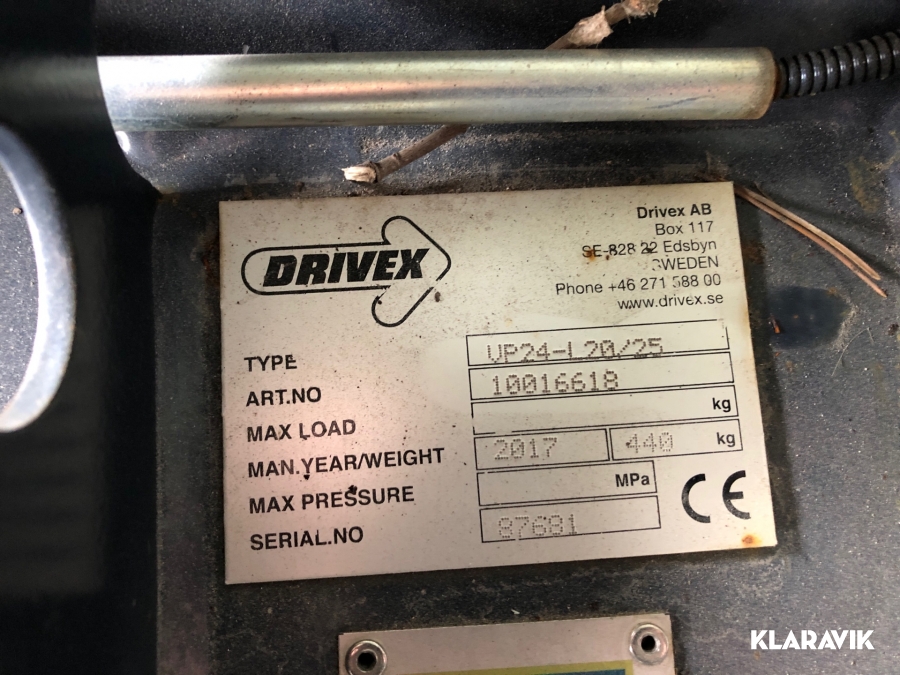 DRIVEX
Drivex AB
Box 117
SE-828 22 Edsbyn
SWEDEN
Phone +46 271 588 00
www.drivex.se
TYPE VP24-L20/25
ART.NO 10016618
MAX LOAD kg
MAN.YEAR/WEIGHT 2017 440 kg
MAX PRESSURE MPa
SERIAL.NO 87681
CE
KLARAVIK